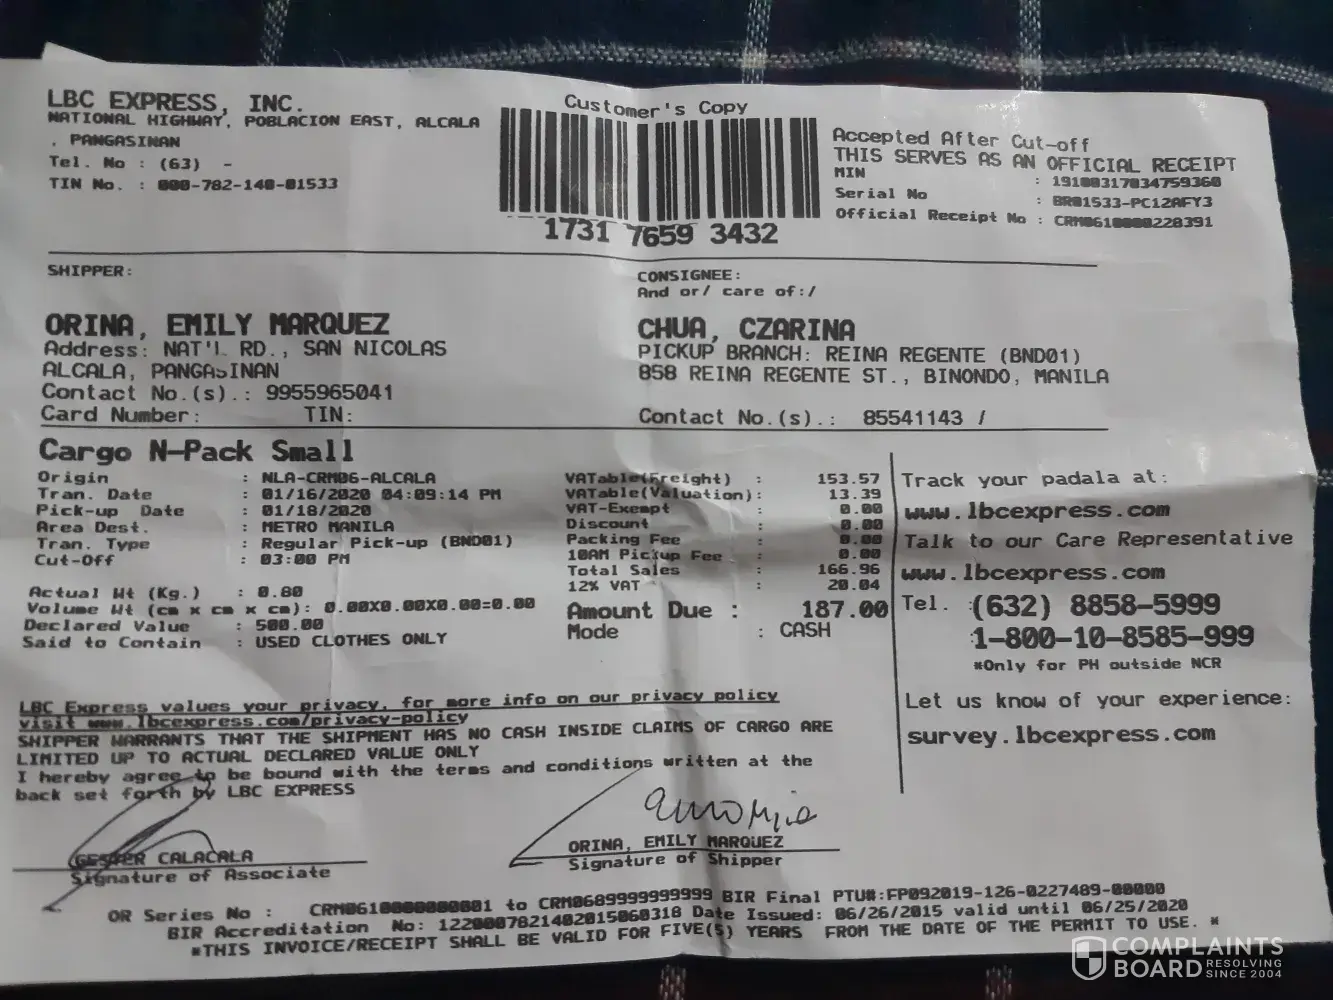 LBC EXPRESS, INC.
NATIONAL HIGHWAY, POBLACION EAST, ALCALA
, PANGASINAN
Tel. No : (63) -
TIN No. : 000-782-140-01533
Customer's Copy
1731 7659 3432
Accepted After Cut-off
THIS SERVES AS AN OFFICIAL RECEIPT
MIN : 19100317034759360
Serial No : BR01533-PC12AFY3
Official Receipt No : CRM0610000228391
SHIPPER:
ORINA, EMILY MARQUEZ
Address: NAT'L RD., SAN NICOLAS
ALCALA, PANGASINAN
Contact No.(s).: 9955965041
Card Number: TIN:
CONSIGNEE:
And or/ care of:/
CHUA, CZARINA
PICKUP BRANCH: REINA REGENTE (BND01)
858 REINA REGENTE ST., BINONDO, MANILA
Contact No.(s).: 85541143 /
Cargo N-Pack Small
Origin : NLA-CRM06-ALCALA
Tran. Date : 01/16/2020 04:09:14 PM
Pick-up Date : 01/18/2020
Area Dest. : METRO MANILA
Tran. Type : Regular Pick-up (BND01)
Cut-Off : 03:00 PM
Actual Wt (Kg.) : 0.80
Volume Wt (cm x cm x cm): 0.00X0.00X0.00=0.00
Declared Value : 500.00
Said to Contain : USED CLOTHES ONLY
VATable(Freight) : 153.57
VATable(Valuation): 13.39
VAT-Exempt : 0.00
Discount : 0.00
Packing Fee : 0.00
10AM Pickup Fee : 0.00
Total Sales : 166.96
12% VAT : 20.04
Amount Due : 187.00
Mode : CASH
Track your padala at:
www.lbcexpress.com
Talk to our Care Representative
www.lbcexpress.com
Tel. :(632) 8858-5999
:1-800-10-8585-999
*Only for PH outside NCR
Let us know of your experience:
survey.lbcexpress.com
LBC Express values your privacy, for more info on our privacy policy
visit www.lbcexpress.com/privacy-policy
SHIPPER WARRANTS THAT THE SHIPMENT HAS NO CASH INSIDE CLAIMS OF CARGO ARE
LIMITED UP TO ACTUAL DECLARED VALUE ONLY
I hereby agree to be bound with the terms and conditions written at the
back set forth by LBC EXPRESS
GESTER CALACALA
Signature of Associate
ORINA, EMILY MARQUEZ
Signature of Shipper
OR Series No : CRM0610000000001 to CRM0689999999999 BIR Final PTU#:FP092019-126-0227489-00000
BIR Accreditation No: 1220007821402015060318 Date Issued: 06/26/2015 valid until 06/25/2020
*THIS INVOICE/RECEIPT SHALL BE VALID FOR FIVE(5) YEARS FROM THE DATE OF THE PERMIT TO USE. *
COMPLAINTS
BOARD RESOLVING
SINCE 2004